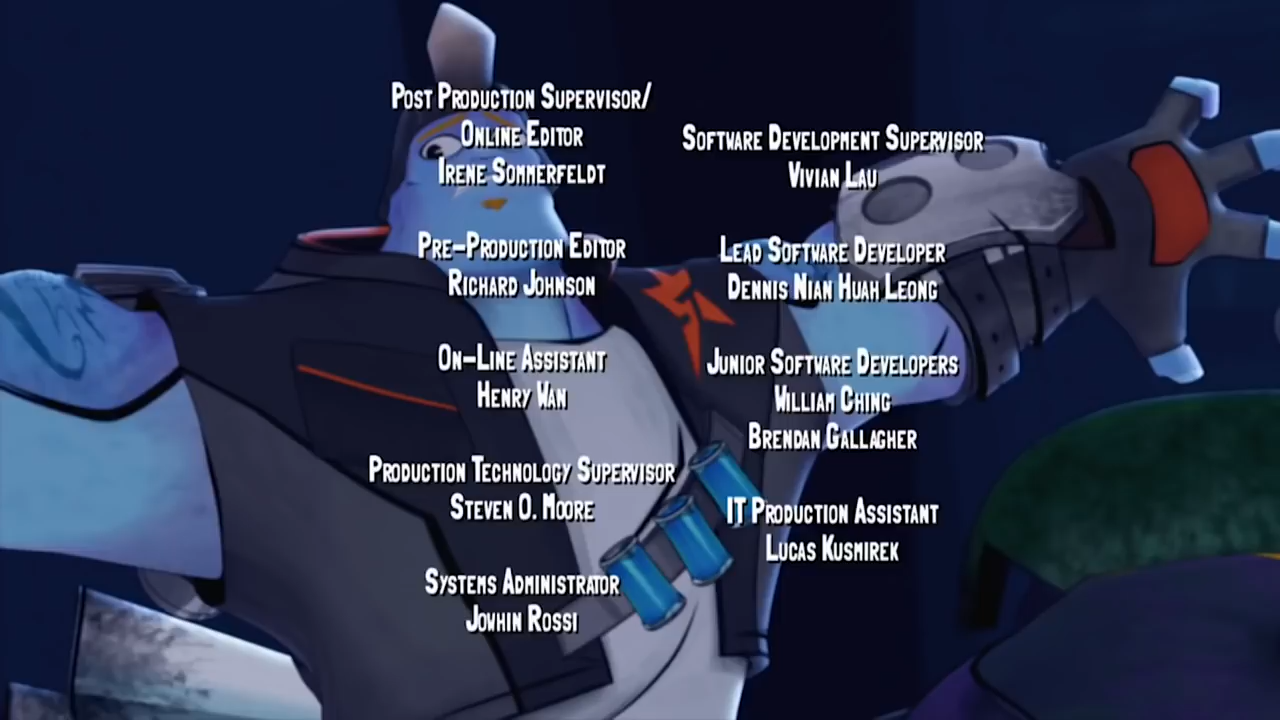 Post Production Supervisor/
Online Editor
Irene Sommerfeldt
Pre-Production Editor
Richard Johnson
On-Line Assistant
Henry Wan
Production Technology Supervisor
Steven O. Moore
Systems Administrator
Jowhin Rossi
Software Development Supervisor
Vivian Lau
Lead Software Developer
Dennis Nian Huah Leong
Junior Software Developers
William Ching
Brendan Gallagher
IT Production Assistant
Lucas Kusmirek